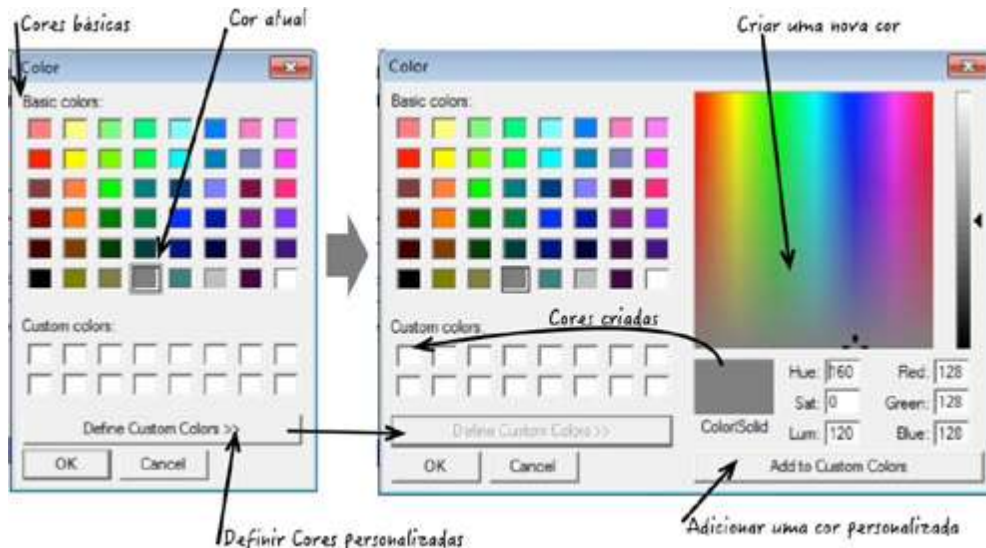 Cores básicas
Cor atual
Criar uma nova cor
Color
Basic colors:
Custom colors:
Define Custom Colors >>
OK
Cancel
Definir Cores personalizadas
Color
Basic colors:
Custom colors:
Cores criadas
Define Custom Colors >>
OK
Cancel
Color|Solid
Hue: 160
Sat: 0
Lum: 120
Red: 128
Green: 128
Blue: 128
Add to Custom Colors
Adicionar uma cor personalizada